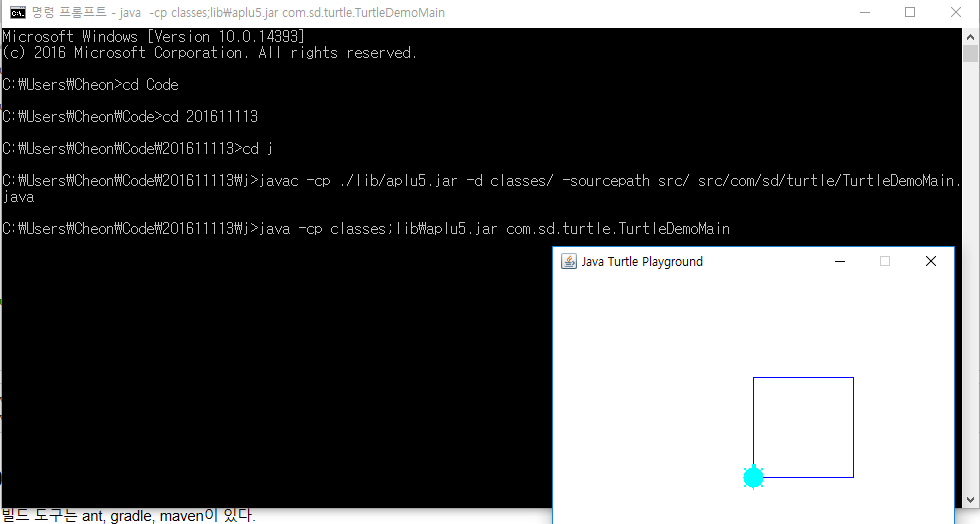 명령 프롬프트 - java  -cp classes;lib₩aplu5.jar com.sd.turtle.TurtleDemoMain
Microsoft Windows [Version 10.0.14393]
(c) 2016 Microsoft Corporation. All rights reserved.
C:₩Users₩Cheon>cd Code
C:₩Users₩Cheon₩Code>cd 201611113
C:₩Users₩Cheon₩Code₩201611113>cd j
C:₩Users₩Cheon₩Code₩201611113₩j>javac -cp ./lib/aplu5.jar -d classes/ -sourcepath src/ src/com/sd/turtle/TurtleDemoMain.
java
C:₩Users₩Cheon₩Code₩201611113₩j>java -cp classes;lib₩aplu5.jar com.sd.turtle.TurtleDemoMain
Java Turtle Playground
빌드 도구는 ant, gradle, maven이 있다.